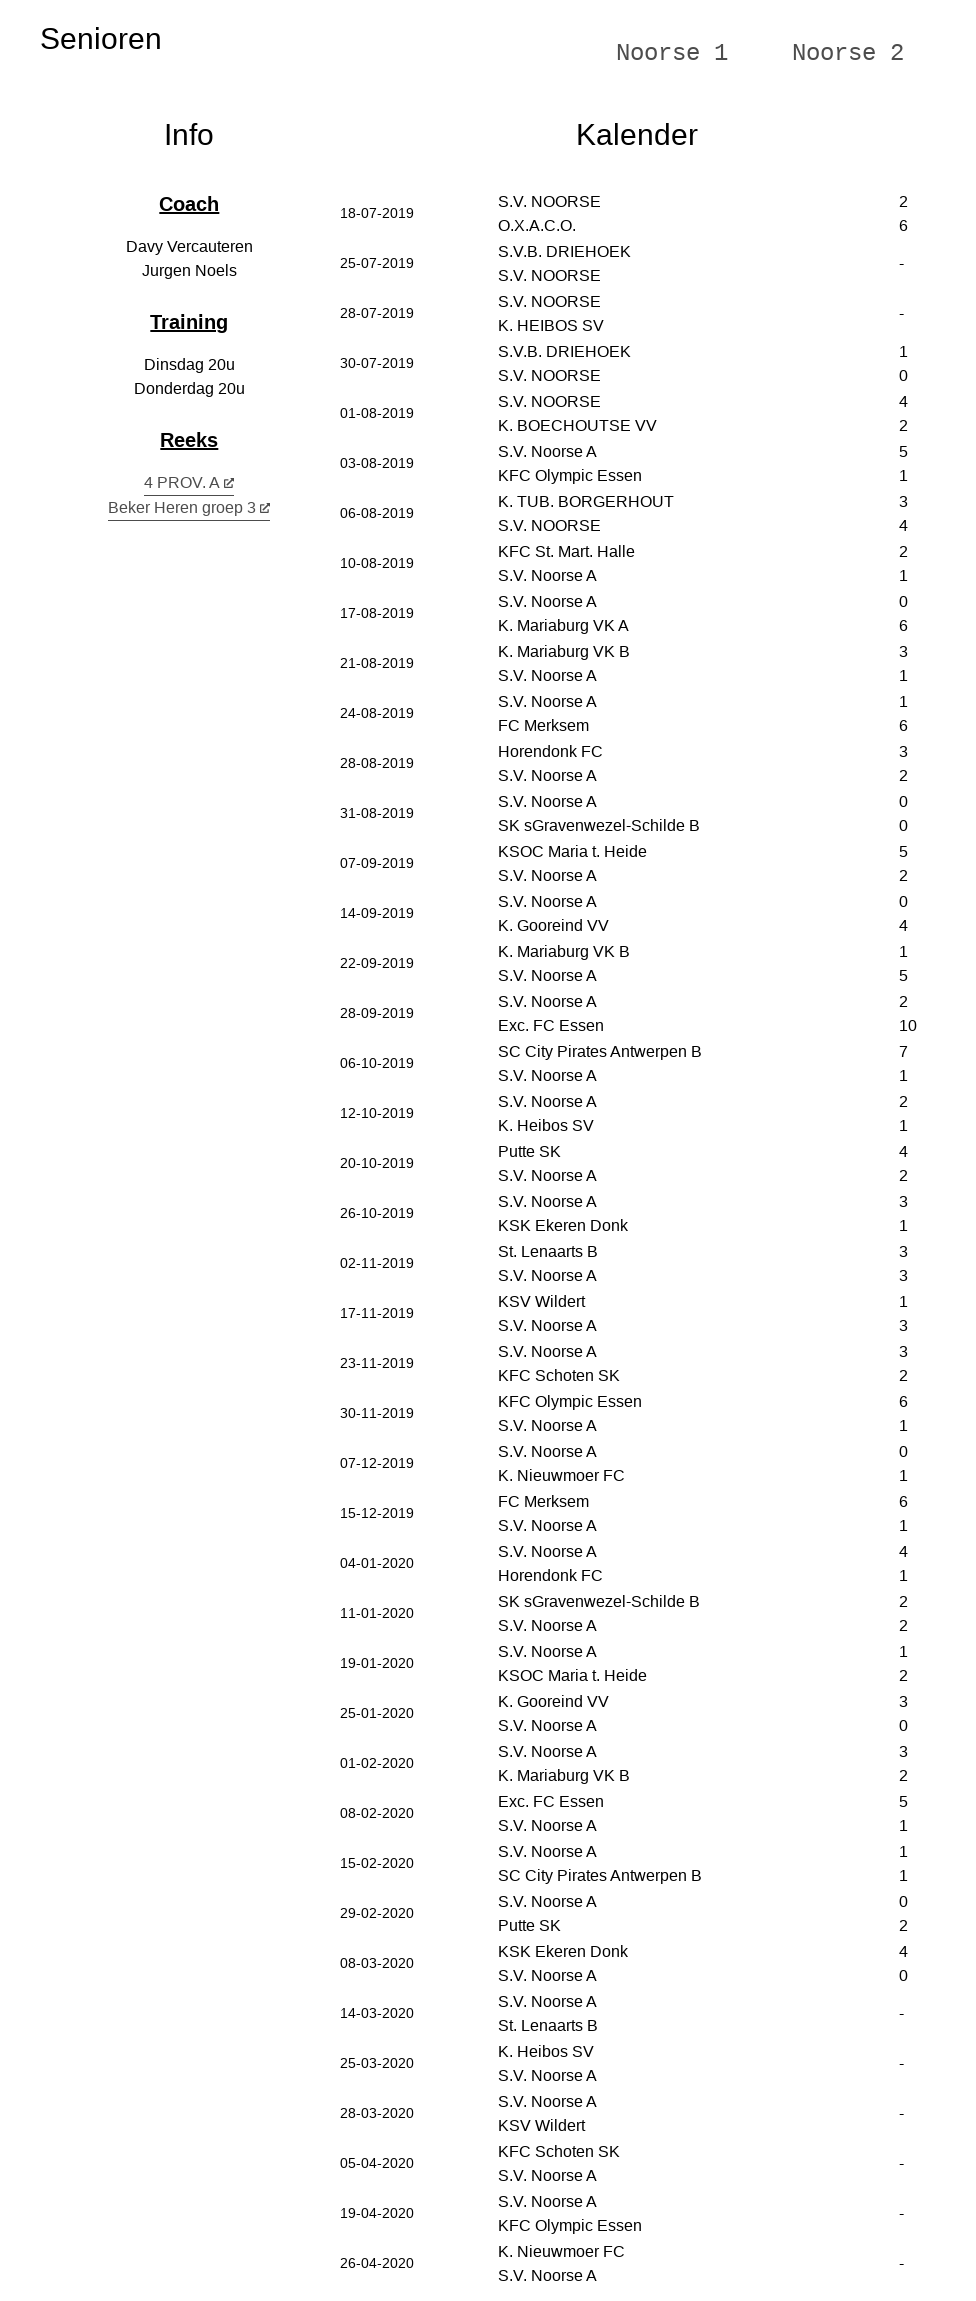 Senioren
Noorse 1
Noorse 2
Info
Coach
Davy Vercauteren
Jurgen Noels
Training
Dinsdag 20u
Donderdag 20u
Reeks
4 PROV. A
Beker Heren groep 3
Kalender
18-07-2019
S.V. NOORSE 2
O.X.A.C.O. 6
25-07-2019
S.V.B. DRIEHOEK
S.V. NOORSE
-
28-07-2019
S.V. NOORSE
K. HEIBOS SV
-
30-07-2019
S.V.B. DRIEHOEK 1
S.V. NOORSE 0
01-08-2019
S.V. NOORSE 4
K. BOECHOUTSE VV 2
03-08-2019
S.V. Noorse A 5
KFC Olympic Essen 1
06-08-2019
K. TUB. BORGERHOUT 3
S.V. NOORSE 4
10-08-2019
KFC St. Mart. Halle 2
S.V. Noorse A 1
17-08-2019
S.V. Noorse A 0
K. Mariaburg VK A 6
21-08-2019
K. Mariaburg VK B 3
S.V. Noorse A 1
24-08-2019
S.V. Noorse A 1
FC Merksem 6
28-08-2019
Horendonk FC 3
S.V. Noorse A 2
31-08-2019
S.V. Noorse A 0
SK sGravenwezel-Schilde B 0
07-09-2019
KSOC Maria t. Heide 5
S.V. Noorse A 2
14-09-2019
S.V. Noorse A 0
K. Gooreind VV 4
22-09-2019
K. Mariaburg VK B 1
S.V. Noorse A 5
28-09-2019
S.V. Noorse A 2
Exc. FC Essen 10
06-10-2019
SC City Pirates Antwerpen B 7
S.V. Noorse A 1
12-10-2019
S.V. Noorse A 2
K. Heibos SV 1
20-10-2019
Putte SK 4
S.V. Noorse A 2
26-10-2019
S.V. Noorse A 3
KSK Ekeren Donk 1
02-11-2019
St. Lenaarts B 3
S.V. Noorse A 3
17-11-2019
KSV Wildert 1
S.V. Noorse A 3
23-11-2019
S.V. Noorse A 3
KFC Schoten SK 2
30-11-2019
KFC Olympic Essen 6
S.V. Noorse A 1
07-12-2019
S.V. Noorse A 0
K. Nieuwmoer FC 1
15-12-2019
FC Merksem 6
S.V. Noorse A 1
04-01-2020
S.V. Noorse A 4
Horendonk FC 1
11-01-2020
SK sGravenwezel-Schilde B 2
S.V. Noorse A 2
19-01-2020
S.V. Noorse A 1
KSOC Maria t. Heide 2
25-01-2020
K. Gooreind VV 3
S.V. Noorse A 0
01-02-2020
S.V. Noorse A 3
K. Mariaburg VK B 2
08-02-2020
Exc. FC Essen 5
S.V. Noorse A 1
15-02-2020
S.V. Noorse A 1
SC City Pirates Antwerpen B 1
29-02-2020
S.V. Noorse A 0
Putte SK 2
08-03-2020
KSK Ekeren Donk 4
S.V. Noorse A 0
14-03-2020
S.V. Noorse A
St. Lenaarts B
-
25-03-2020
K. Heibos SV
S.V. Noorse A
-
28-03-2020
S.V. Noorse A
KSV Wildert
-
05-04-2020
KFC Schoten SK
S.V. Noorse A
-
19-04-2020
S.V. Noorse A
KFC Olympic Essen
-
26-04-2020
K. Nieuwmoer FC
S.V. Noorse A
-